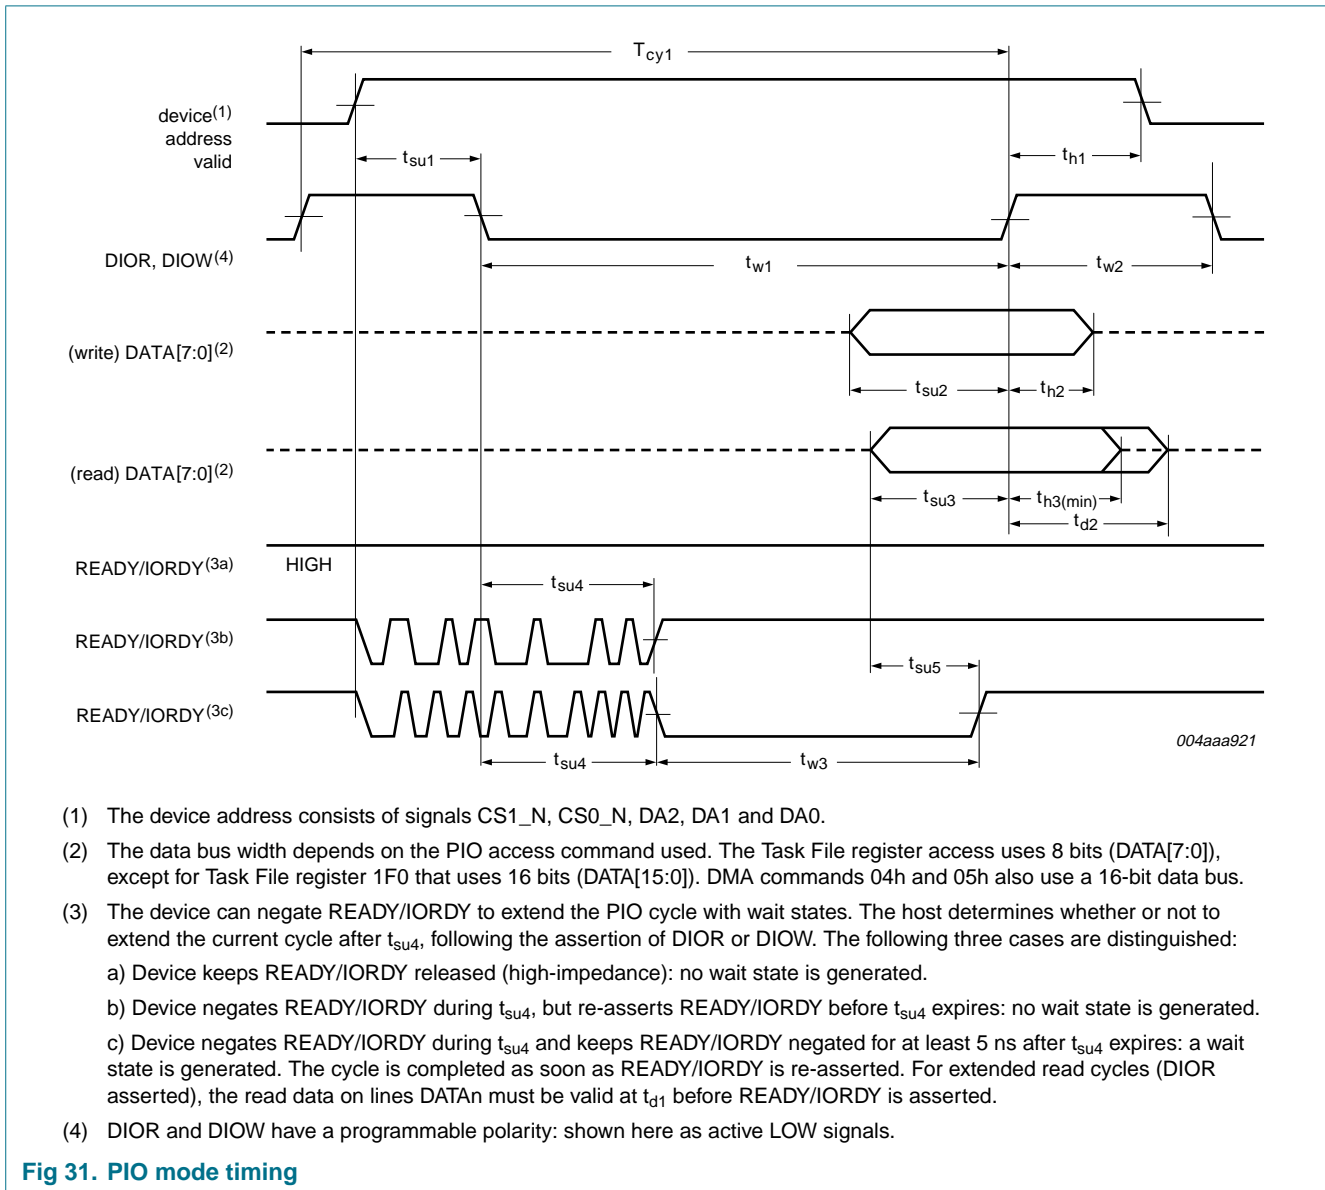 Tcy1
device(1)
address
valid
tsu1
th1
DIOR, DIOW(4)
tw1
tw2
(write) DATA[7:0](2)
tsu2
th2
(read) DATA[7:0](2)
tsu3
th3(min)
td2
READY/IORDY(3a)
HIGH
tsu4
READY/IORDY(3b)
tsu5
READY/IORDY(3c)
004aaa921
tsu4
tw3
(1) The device address consists of signals CS1_N, CS0_N, DA2, DA1 and DA0.
(2) The data bus width depends on the PIO access command used. The Task File register access uses 8 bits (DATA[7:0]),
except for Task File register 1F0 that uses 16 bits (DATA[15:0]). DMA commands 04h and 05h also use a 16-bit data bus.
(3) The device can negate READY/IORDY to extend the PIO cycle with wait states. The host determines whether or not to
extend the current cycle after tsu4, following the assertion of DIOR or DIOW. The following three cases are distinguished:
a) Device keeps READY/IORDY released (high-impedance): no wait state is generated.
b) Device negates READY/IORDY during tsu4, but re-asserts READY/IORDY before tsu4 expires: no wait state is generated.
c) Device negates READY/IORDY during tsu4 and keeps READY/IORDY negated for at least 5 ns after tsu4 expires: a wait
state is generated. The cycle is completed as soon as READY/IORDY is re-asserted. For extended read cycles (DIOR
asserted), the read data on lines DATAn must be valid at td1 before READY/IORDY is asserted.
(4) DIOR and DIOW have a programmable polarity: shown here as active LOW signals.
Fig 31. PIO mode timing